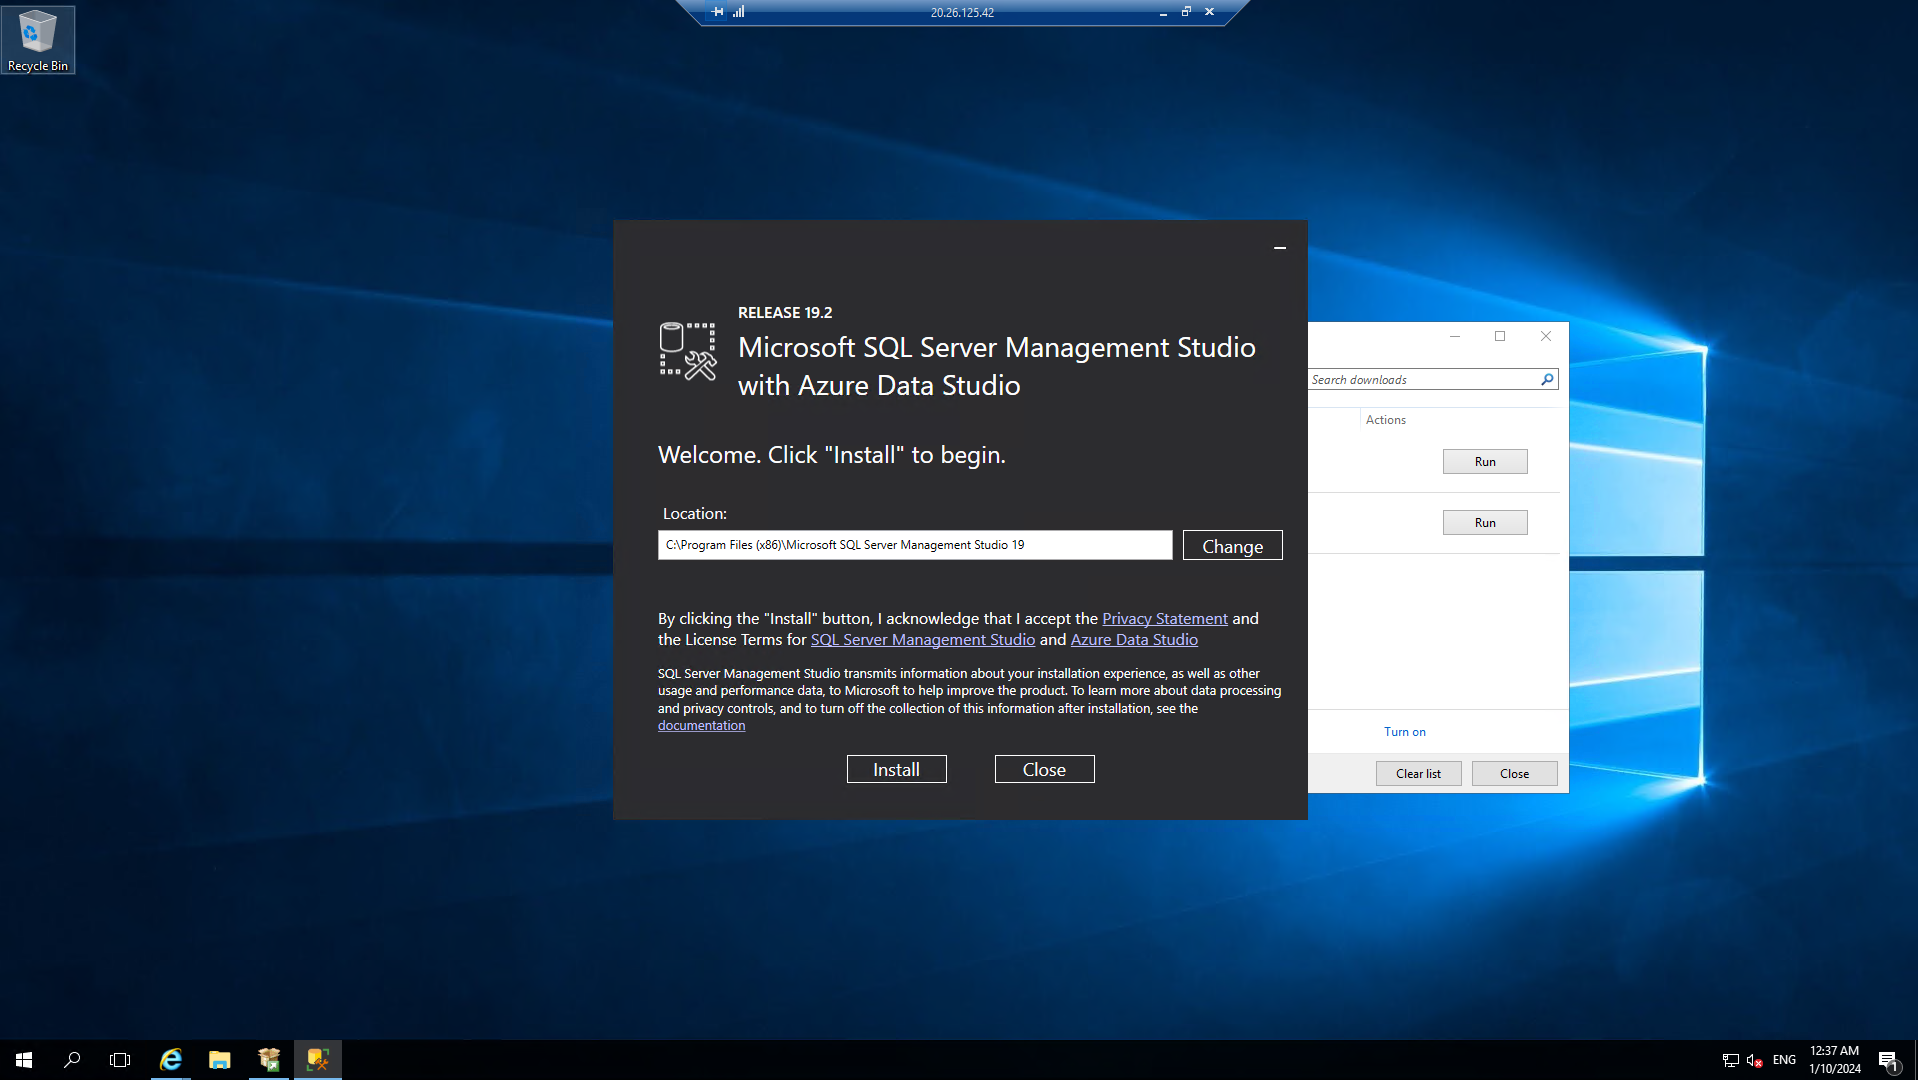 20.26.125.42
Recycle Bin
RELEASE 19.2
Microsoft SQL Server Management Studio
with Azure Data Studio
Welcome. Click "Install" to begin.
Location:
C:\Program Files (x86)\Microsoft SQL Server Management Studio 19
Change
By clicking the "Install" button, I acknowledge that I accept the Privacy Statement and
the License Terms for SQL Server Management Studio and Azure Data Studio
SQL Server Management Studio transmits information about your installation experience, as well as other
usage and performance data, to Microsoft to help improve the product. To learn more about data processing
and privacy controls, and to turn off the collection of this information after installation, see the
documentation
Install
Close
Search downloads
Actions
Run
Run
Turn on
Clear list
Close
ENG
12:37 AM
1/10/2024
1